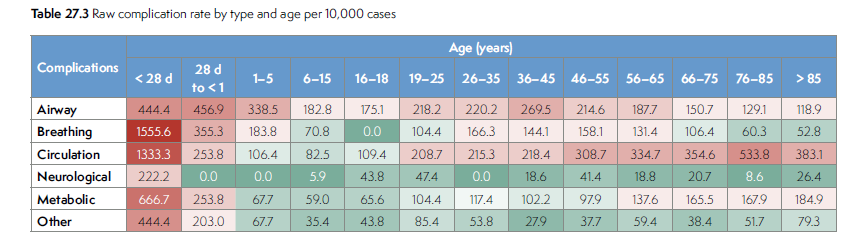 Table 27.3 Raw complication rate by type and age per 10,000 cases
Complications Age (years)
< 28 d 28 d to < 1 1–5 6–15 16–18 19–25 26–35 36–45 46–55 56–65 66–75 76–85 > 85
Airway 444.4 456.9 338.5 182.8 175.1 218.2 220.2 269.5 214.6 187.7 150.7 129.1 118.9
Breathing 1555.6 355.3 183.8 70.8 0.0 104.4 166.3 144.1 158.1 131.4 106.4 60.3 52.8
Circulation 1333.3 253.8 106.4 82.5 109.4 208.7 215.3 218.4 308.7 334.7 354.6 533.8 383.1
Neurological 222.2 0.0 0.0 5.9 43.8 47.4 0.0 18.6 41.4 18.8 20.7 8.6 26.4
Metabolic 666.7 253.8 67.7 59.0 65.6 104.4 117.4 102.2 97.9 137.6 165.5 167.9 184.9
Other 444.4 203.0 67.7 35.4 43.8 85.4 53.8 27.9 37.7 59.4 38.4 51.7 79.3